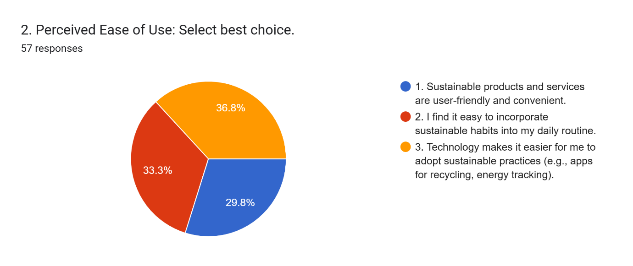 2. Perceived Ease of Use: Select best choice.
57 responses
36.8%
33.3%
29.8%
1. Sustainable products and services
are user-friendly and convenient.
2. I find it easy to incorporate
sustainable habits into my daily routine.
3. Technology makes it easier for me to
adopt sustainable practices (e.g., apps
for recycling, energy tracking).